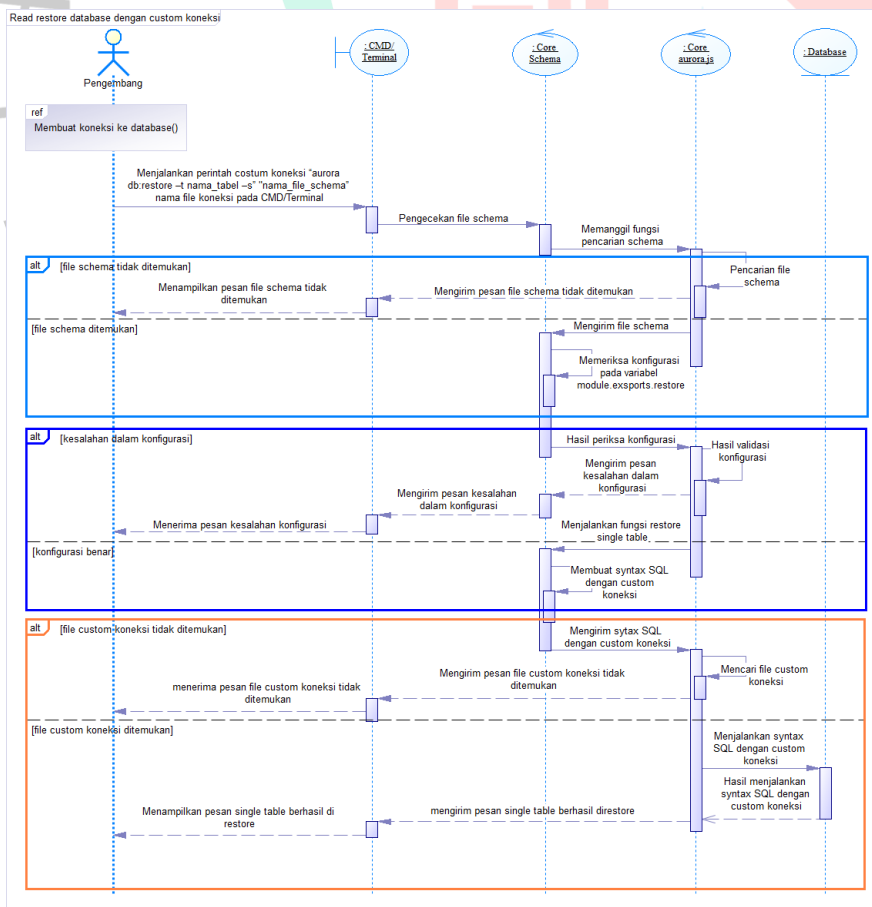 Read restore database dengan custom koneksi
: CMD/
Terminal
: Core
Schema
: Core
aurora.js
: Database
Pengembang
ref
Membuat koneksi ke database()
Menjalankan perintah costum koneksi “aurora
db:restore –t nama_tabel –s” "nama_file_schema”
nama file koneksi pada CMD/Terminal
Pengecekan file schema
Memanggil fungsi
pencarian schema
alt
[file schema tidak ditemukan]
Pencarian file
schema
Menampilkan pesan file schema tidak
ditemukan
Mengirim pesan file schema tidak ditemukan
[file schema ditemukan]
Mengirim file schema
Memeriksa konfigurasi
pada variabel
module.exsports.restore
alt
[kesalahan dalam konfigurasi]
Hasil periksa konfigurasi
Hasil validasi
konfigurasi
Mengirim pesan
kesalahan dalam
konfigurasi
Mengirim pesan kesalahan
dalam konfigurasi
Menerima pesan kesalahan konfigurasi
Menjalankan fungsi restore
single table
[konfigurasi benar]
Membuat syntax SQL
dengan custom
koneksi
alt
[file custom koneksi tidak ditemukan]
Mengirim sytax SQL
dengan custom koneksi
Mencari file custom
koneksi
Mengirim pesan file custom koneksi tidak
ditemukan
menerima pesan file custom koneksi tidak
ditemukan
[file custom koneksi ditemukan]
Menjalankan syntax
SQL dengan custom
koneksi
Hasil menjalankan
syntax SQL dengan
custom koneksi
mengirim pesan single table berhasil direstore
Menampilkan pesan single table berhasil di
restore